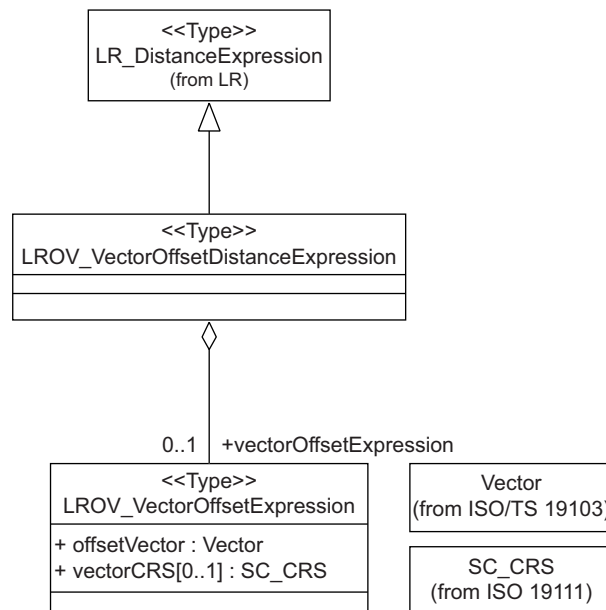 <<Type>>
LR_DistanceExpression
(from LR)
<<Type>>
LROV_VectorOffsetDistanceExpression
0..1 +vectorOffsetExpression
<<Type>>
LROV_VectorOffsetExpression
+ offsetVector : Vector
+ vectorCRS[0..1] : SC_CRS
Vector
(from ISO/TS 19103)
SC_CRS
(from ISO 19111)